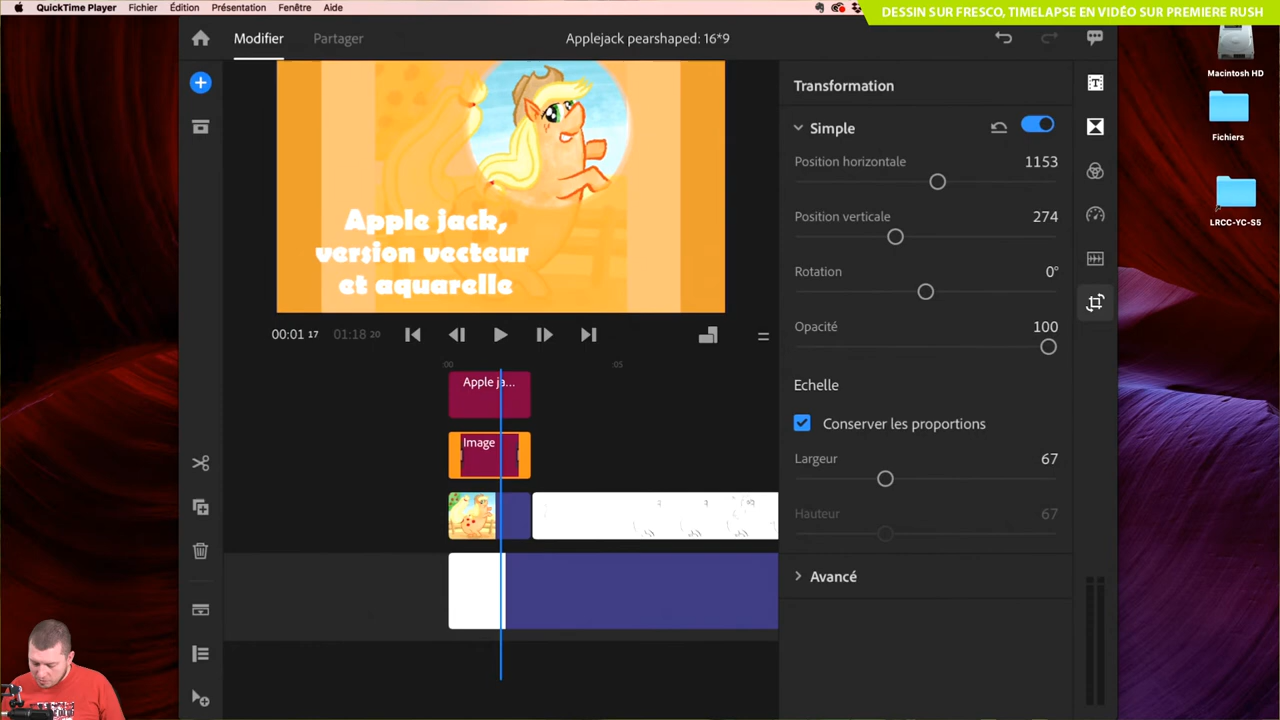 QuickTime Player Fichier Édition Présentation Fenêtre Aide
DESSIN SUR FRESCO, TIMELAPSE EN VIDÉO SUR PREMIERE RUSH
Modifier Partager Applejack pearshaped: 16*9
Macintosh HD
Fichiers
LRCC-YC-S5
Apple jack,
version vecteur
et aquarelle
00:01 17 01:18 20
:00 :05
Apple ja...
Image
Transformation
Simple
Position horizontale 1153
Position verticale 274
Rotation 0°
Opacité 100
Echelle
Conserver les proportions
Largeur 67
Hauteur 67
Avancé